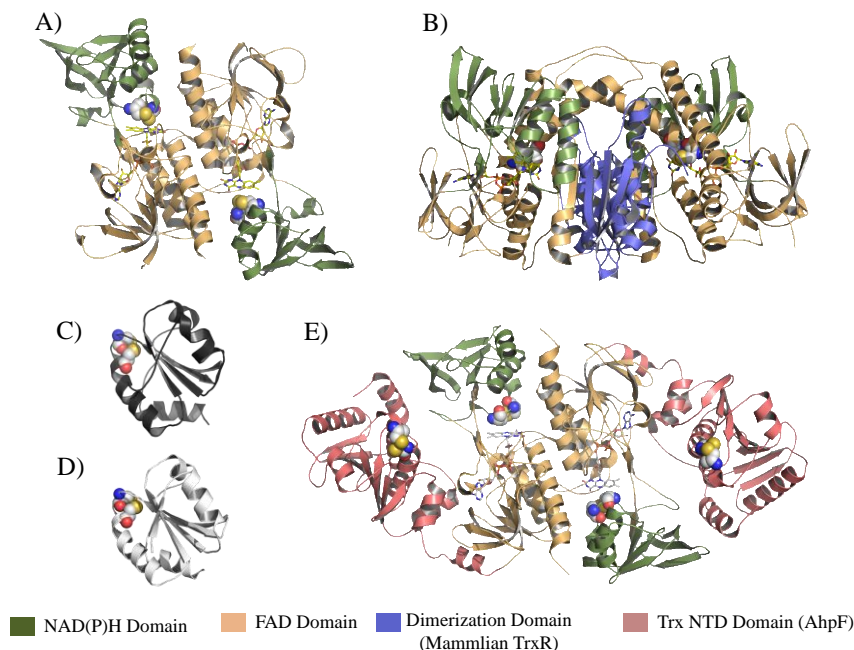 A)
B)
C)
D)
E)
NAD(P)H Domain
FAD Domain
Dimerization Domain
(Mammlian TrxR)
Trx NTD Domain (AhpF)